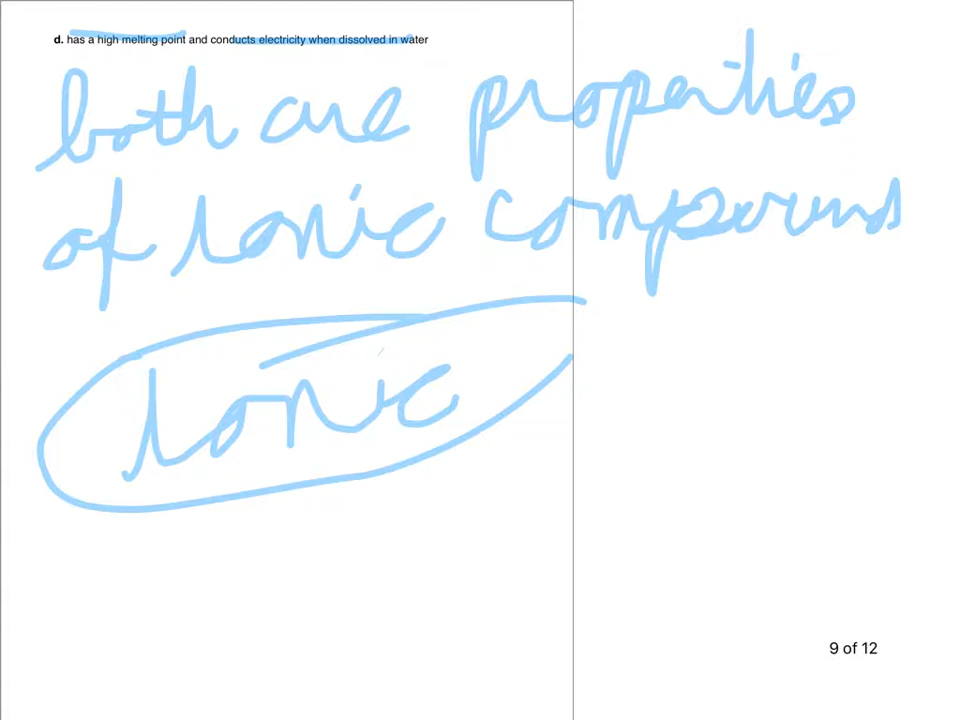 d. has a high melting point and conducts electricity when dissolved in water
both are properties
of Ionic compound
Ionic
9 of 12